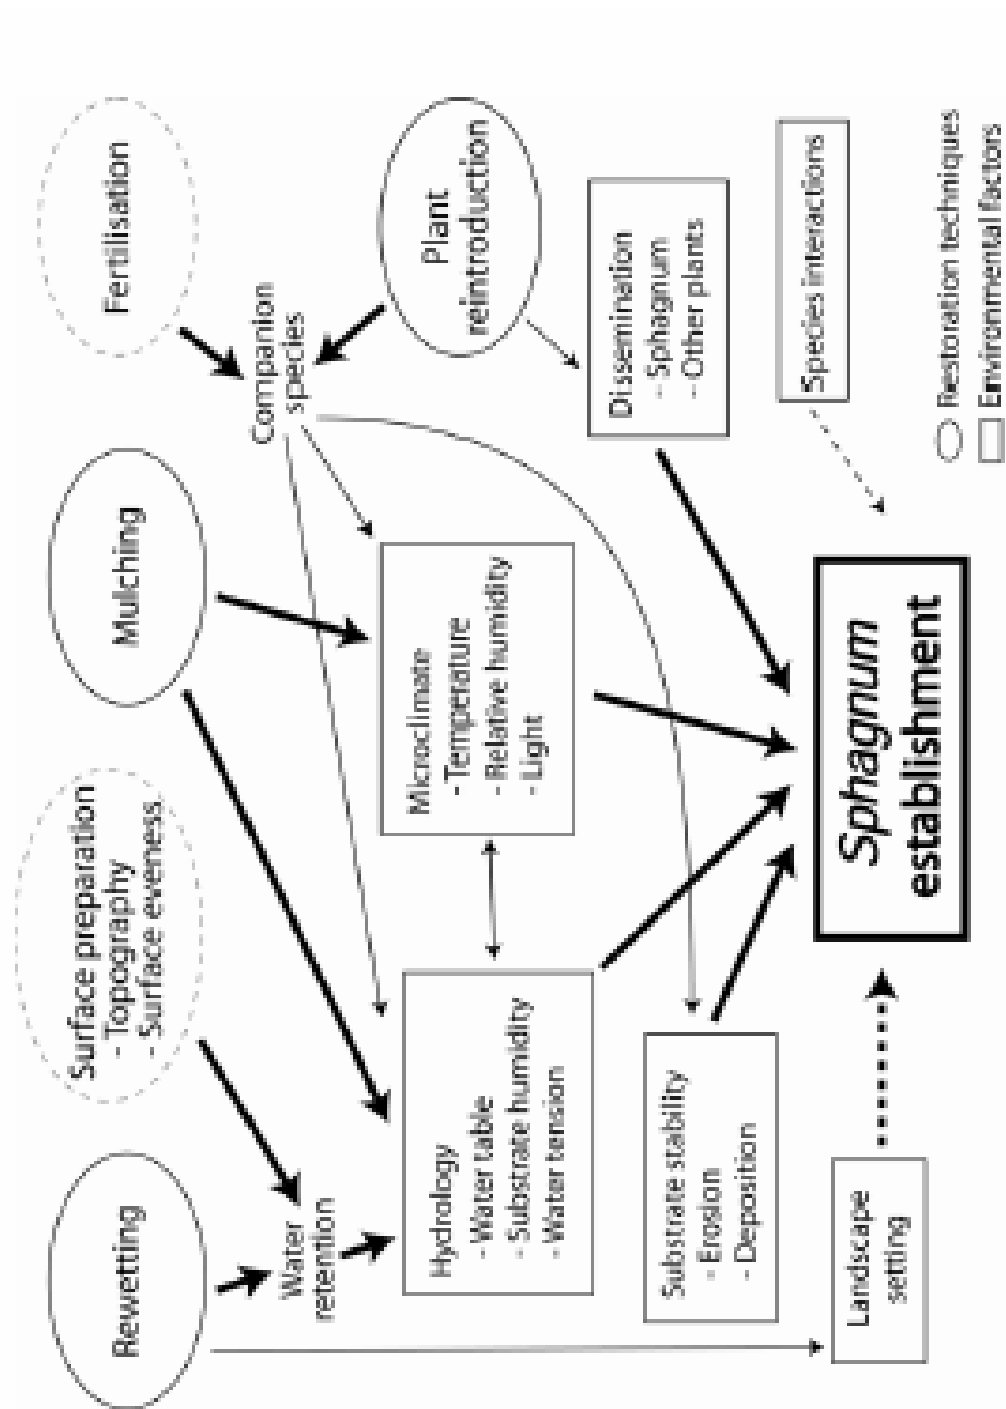 Rewetting
Surface preparation
- Topography
- Surface eveness
Mulching
Fertilisation
Water
retention
Companion
species
Plant
reintroduction
Hydrology
- Water table
- Substrate humidity
- Water tension
Microclimate
- Temperature
- Relative humidity
- Light
Dissemination
- Sphagnum
- Other plants
Substrate stability
- Erosion
- Deposition
Species interactions
Landscape
setting
Sphagnum
establishment
Restoration techniques
Environmental factors